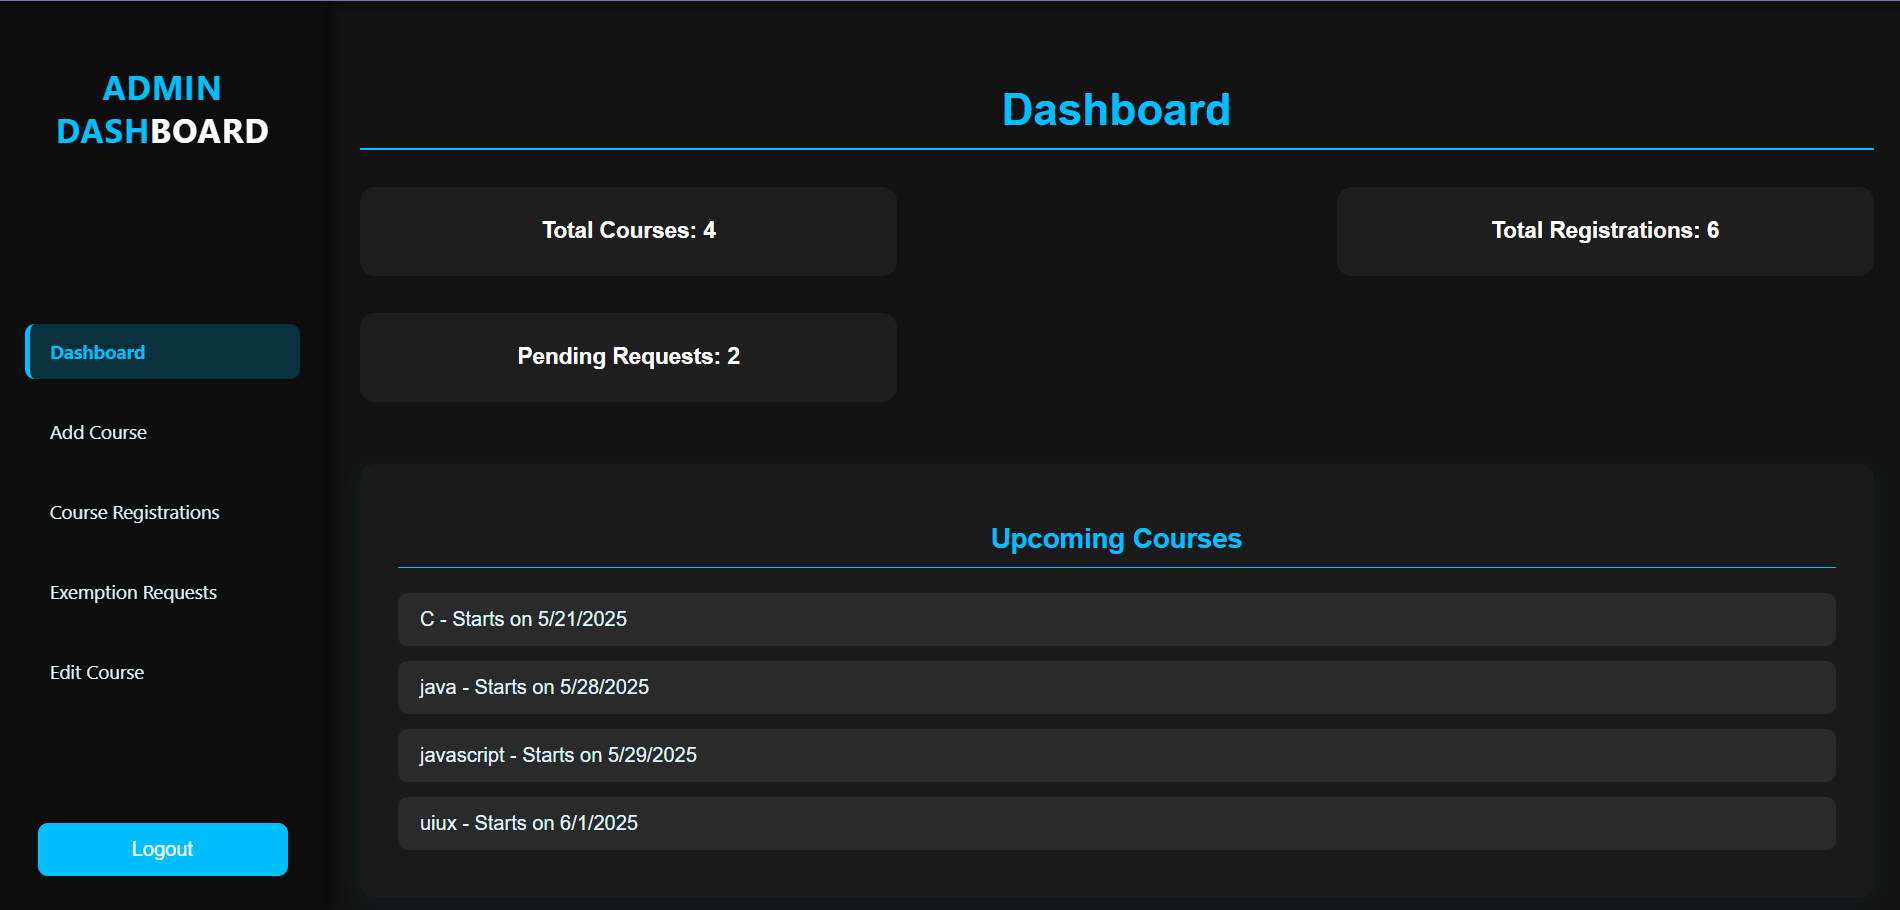 ADMIN
DASHBOARD
Dashboard
Add Course
Course Registrations
Exemption Requests
Edit Course
Logout
Dashboard
Total Courses: 4
Total Registrations: 6
Pending Requests: 2
Upcoming Courses
C - Starts on 5/21/2025
java - Starts on 5/28/2025
javascript - Starts on 5/29/2025
uiux - Starts on 6/1/2025